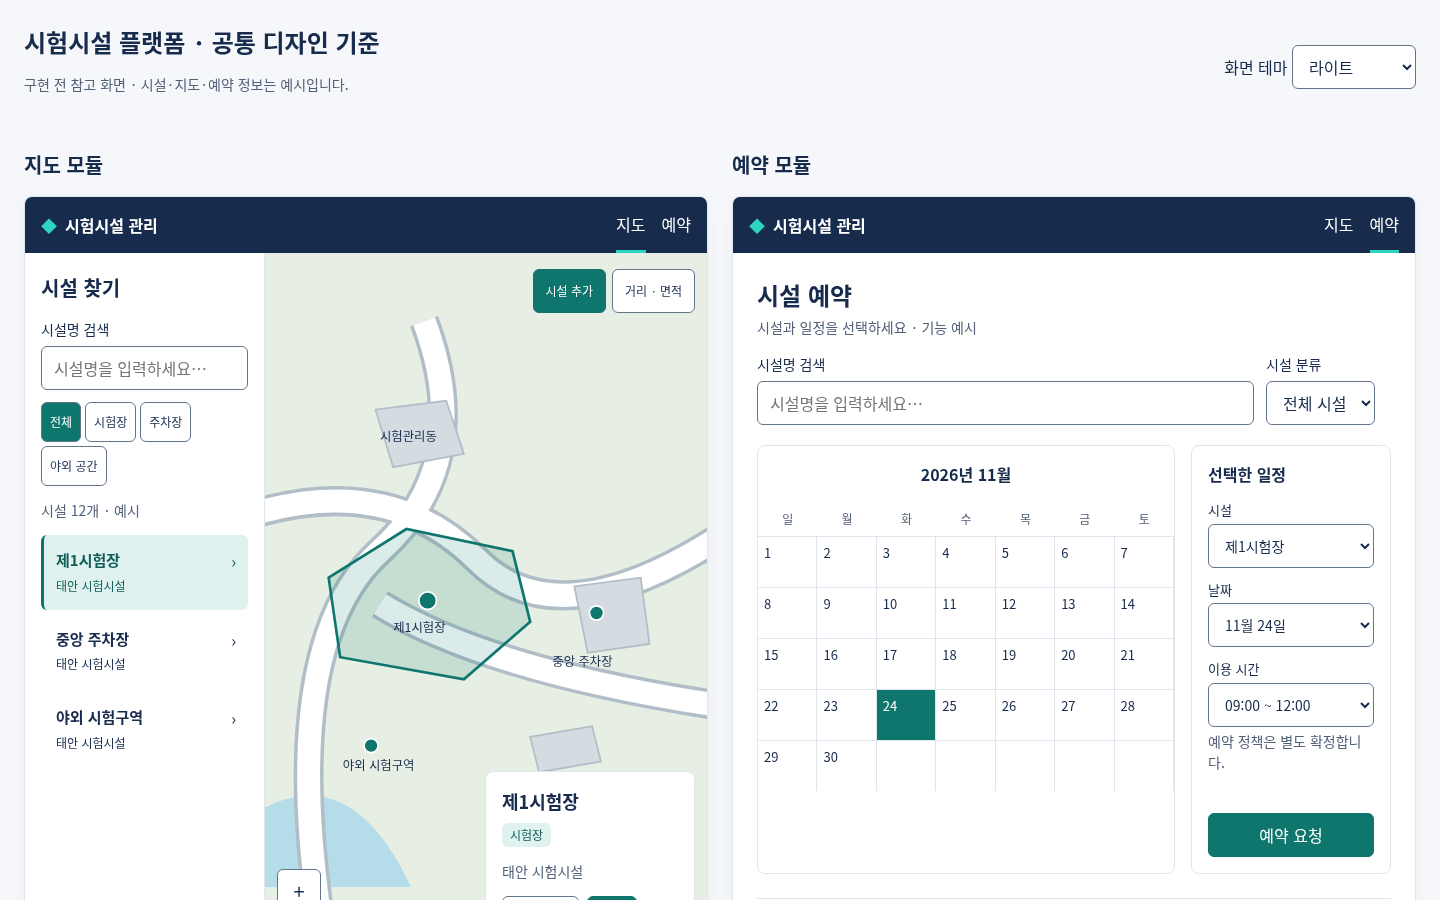 시험시설 플랫폼 · 공통 디자인 기준
구현 전 참고 화면 · 시설·지도·예약 정보는 예시입니다.
화면 테마 라이트
지도 모듈
시험시설 관리
지도 예약
시설 찾기
시설명 검색
시설명을 입력하세요…
전체 시험장 주차장
야외 공간
시설 12개 · 예시
제1시험장 ›
태안 시험시설
중앙 주차장 ›
태안 시험시설
야외 시험구역 ›
태안 시험시설
시설 추가 거리 · 면적
시험관리동
제1시험장
중앙 주차장
야외 시험구역
제1시험장
시험장
태안 시험시설
+
예약 모듈
시험시설 관리
지도 예약
시설 예약
시설과 일정을 선택하세요 · 기능 예시
시설명 검색
시설명을 입력하세요…
시설 분류
전체 시설
2026년 11월
일 월 화 수 목 금 토
1 2 3 4 5 6 7
8 9 10 11 12 13 14
15 16 17 18 19 20 21
22 23 24 25 26 27 28
29 30
선택한 일정
시설
제1시험장
날짜
11월 24일
이용 시간
09:00 ~ 12:00
예약 정책은 별도 확정합니
다.
예약 요청